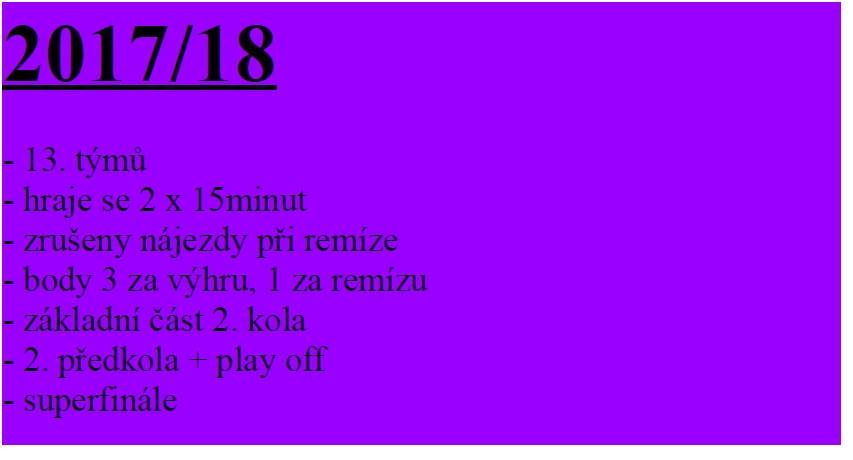 2017/18
- 13. týmů
- hraje se 2 x 15minut
- zrušeny nájezdy při remíze
- body 3 za výhru, 1 za remízu
- základní část 2. kola
- 2. předkola + play off
- superfinále